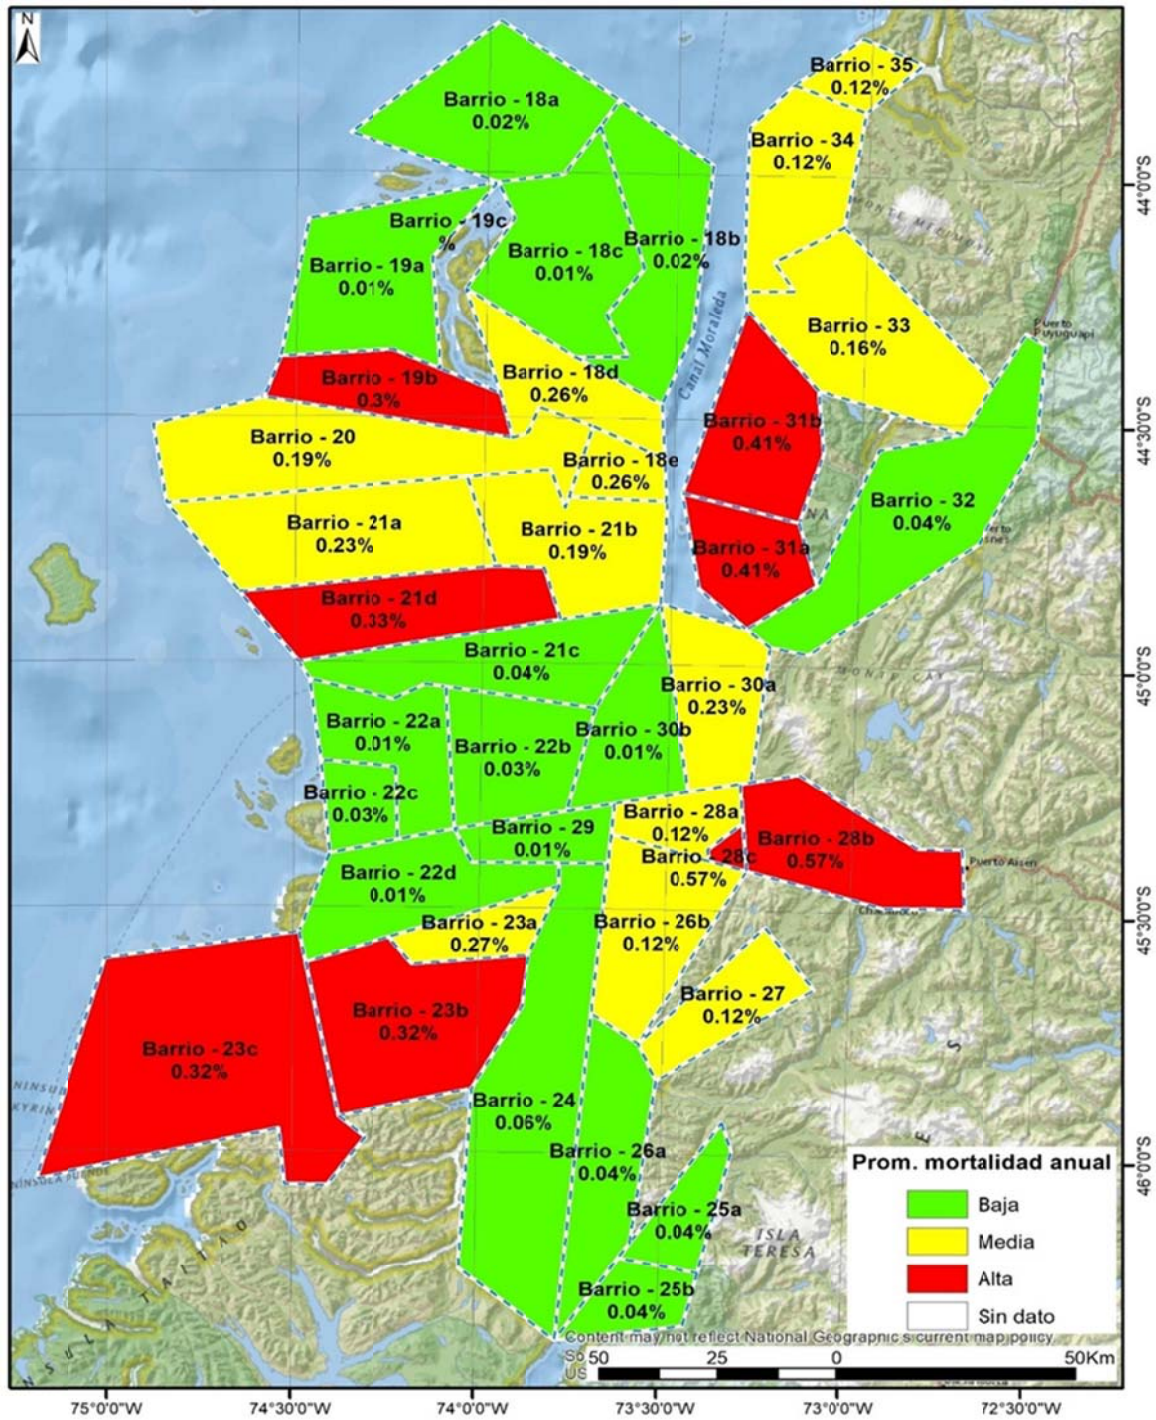 N
Barrio - 35
0.12%
Barrio - 18a
0.02%
Barrio - 34
0.12%
44°0'0"S
Barrio - 19c
%
Barrio - 18b
0.02%
Barrio - 18c
0.01%
Barrio - 19a
0.01%
Canal Moraleda
Barrio - 33
0.16%
Puerto
Puyuguapi
Barrio - 18d
0.26%
Barrio - 19b
0.3%
Barrio - 31b
0.41%
44°30'0"S
Barrio - 20
0.19%
Barrio - 18e
0.26%
Barrio - 32
0.04%
Barrio - 21a
0.23%
Barrio - 21b
0.19%
NA
Barrio - 31a
0.41%
Barrio - 21d
0.33%
Barrio - 21c
0.04%
45°0'0"S
MONTE CAY
Barrio - 30a
0.23%
Barrio - 22a
0.01%
Barrio - 30b
0.01%
Barrio - 22b
0.03%
Barrio - 22c
0.03%
Barrio - 28a
0.12%
Barrio - 29
0.01%
Barrio - 28b
0.57%
Barrio - 28c
0.57%
Puerto Aisen
Barrio - 22d
0.01%
Barrio - 23a
0.27%
Barrio - 26b
0.12%
45°30'0"S
Barrio - 27
0.12%
Barrio - 23b
0.32%
Barrio - 23c
0.32%
S
NINSU
KYRIN
Barrio - 24
0.06%
E
Barrio - 26a
0.04%
46°0'0"S
Prom. mortalidad anual
Baja
Media
Alta
Sin dato
Barrio - 25a
0.04%
ISLA
TERESA
NSULA TAITAO
Barrio - 25b
0.04%
Content may not reflect National Geographic's current map policy.
So
US
50 25 0 50Km
75°0'0"W 74°30'0"W 74°0'0"W 73°30'0"W 73°0'0"W 72°30'0"W